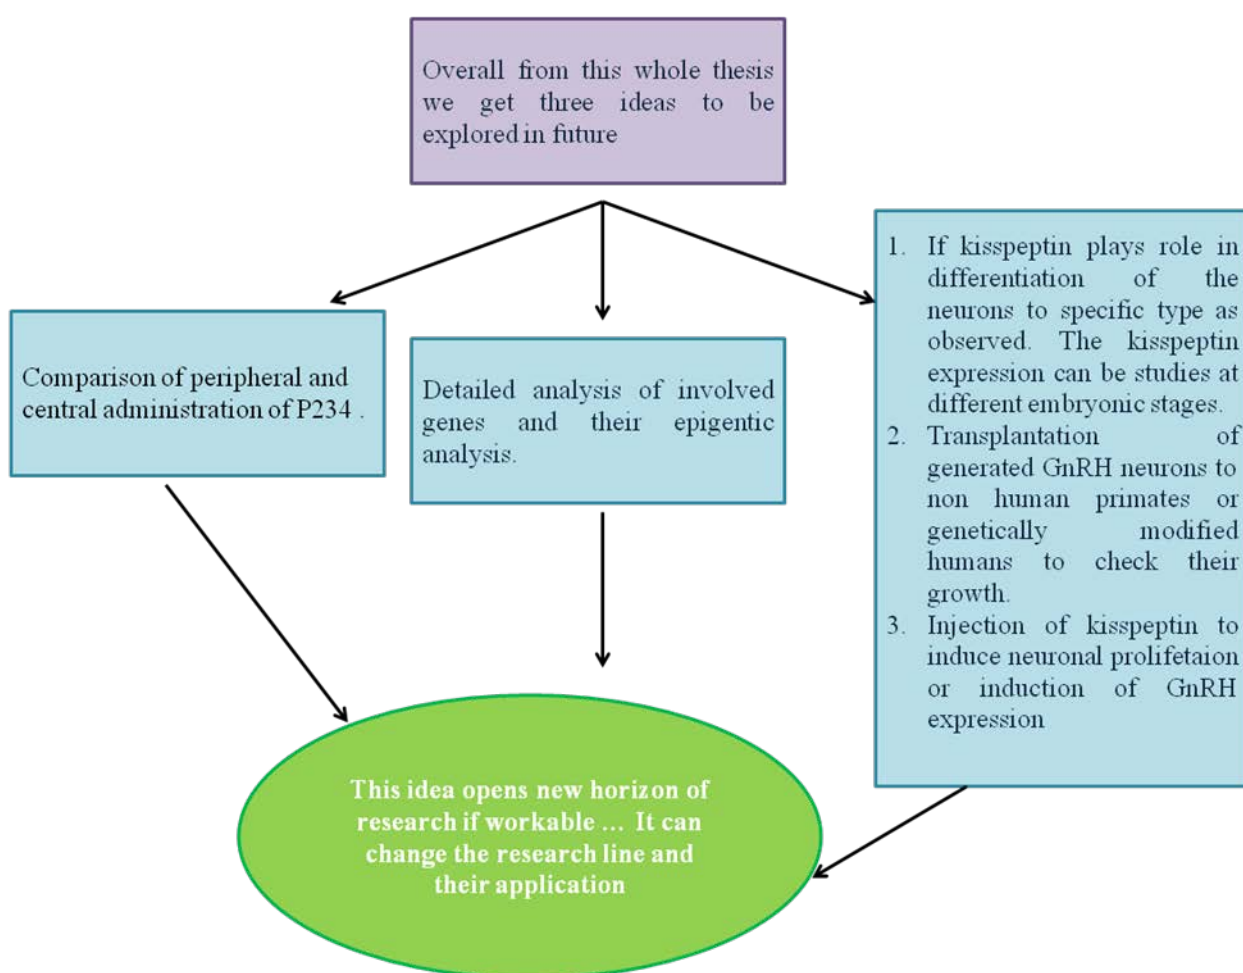 Overall from this whole thesis
we get three ideas to be
explored in future
Comparison of peripheral and
central administration of P234 .
Detailed analysis of involved
genes and their epigentic
analysis.
1. If kisspeptin plays role in
differentiation of the
neurons to specific type as
observed. The kisspeptin
expression can be studies at
different embryonic stages.
2. Transplantation of
generated GnRH neurons to
non human primates or
genetically modified
humans to check their
growth.
3. Injection of kisspeptin to
induce neuronal prolifetaion
or induction of GnRH
expression
This idea opens new horizon of
research if workable ... It can
change the research line and
their application